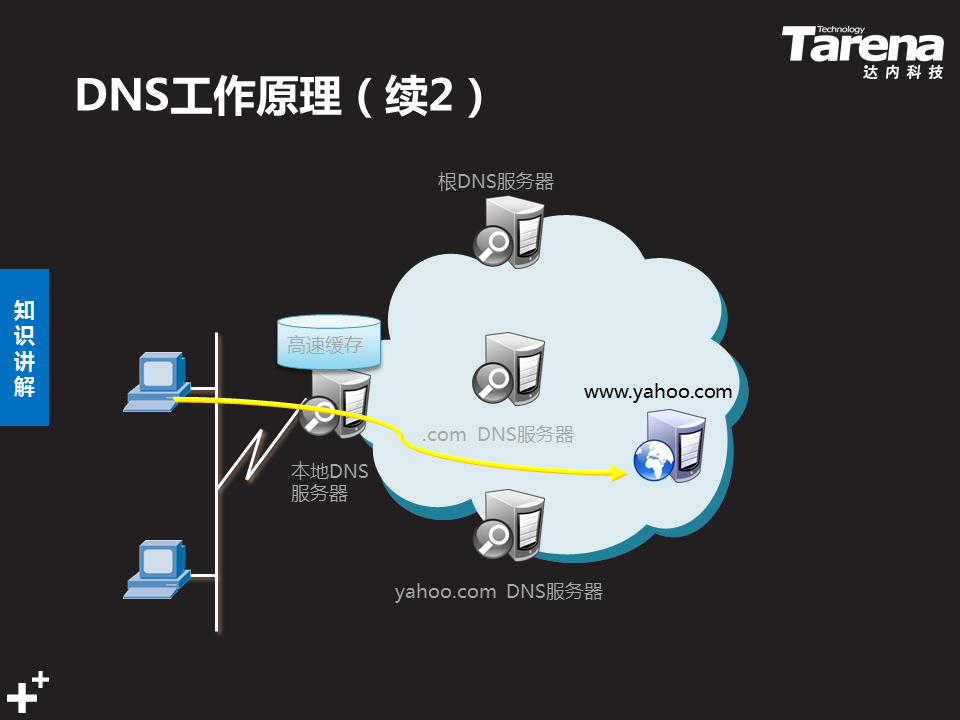 Technology
Tarena
达内科技
DNS工作原理（续2）
根DNS服务器
知识讲解
高速缓存
www.yahoo.com
.com DNS服务器
本地DNS
服务器
yahoo.com DNS服务器